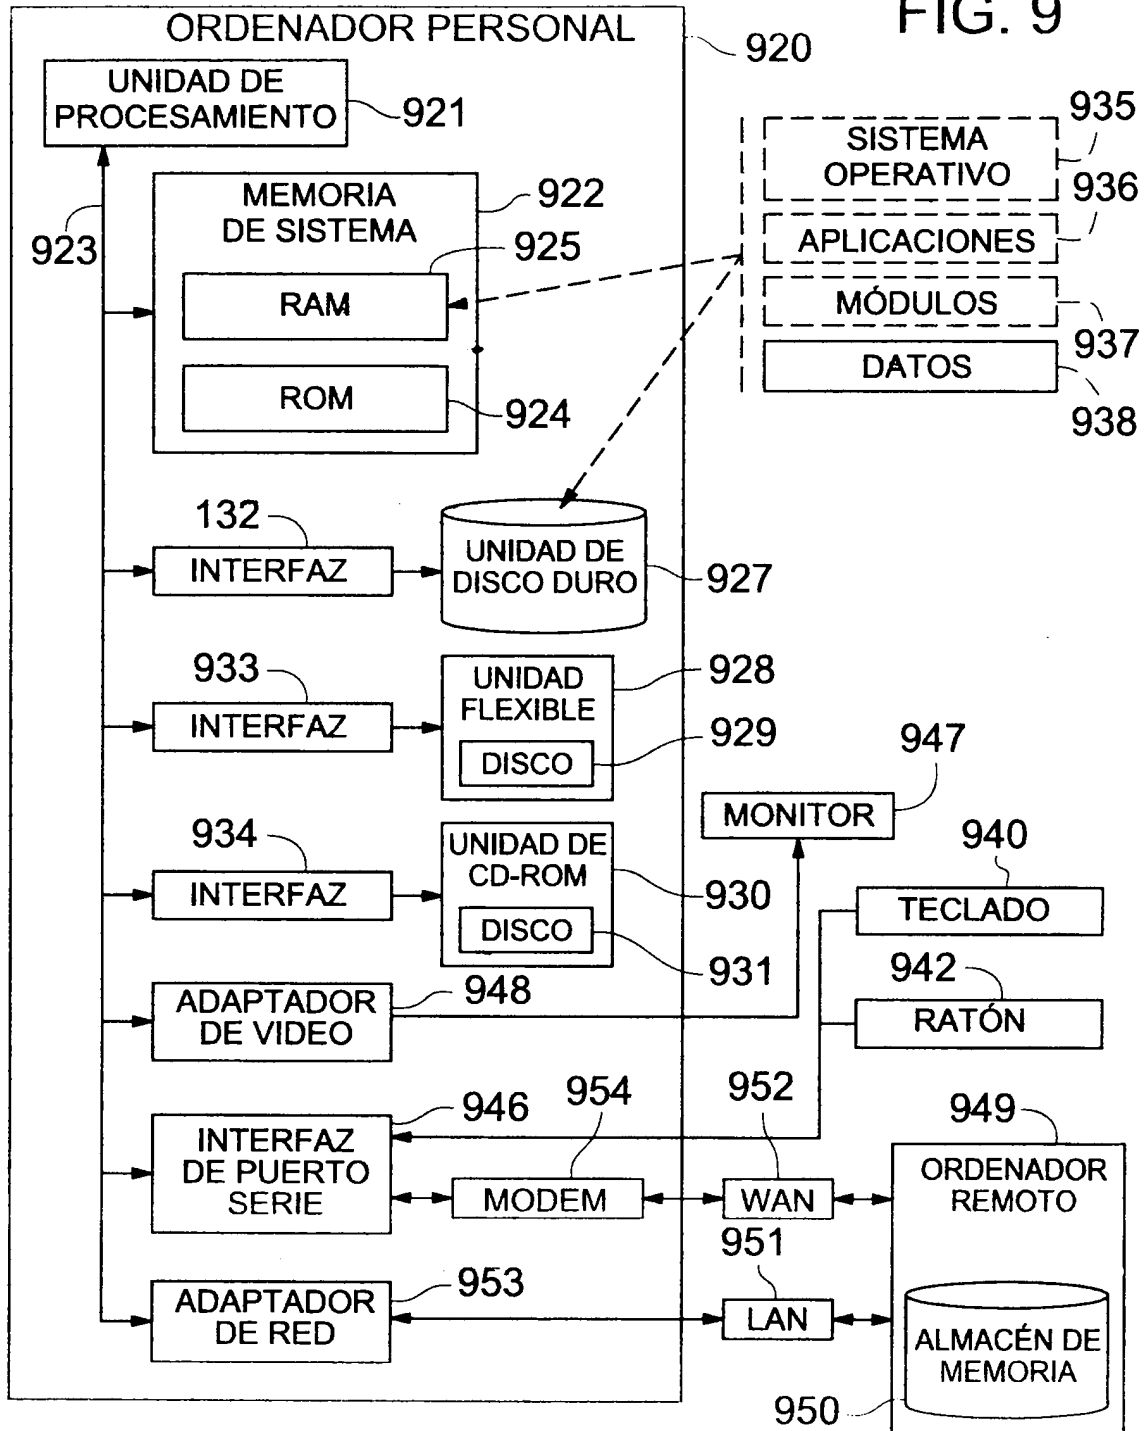 FIG. 9
ORDENADOR PERSONAL
920
UNIDAD DE
PROCESAMIENTO
921
923
MEMORIA
DE SISTEMA
922
925
RAM
ROM
924
935
SISTEMA
OPERATIVO
936
APLICACIONES
MÓDULOS
937
DATOS
938
132
INTERFAZ
UNIDAD DE
DISCO DURO
927
933
INTERFAZ
UNIDAD
FLEXIBLE
928
DISCO
929
934
INTERFAZ
UNIDAD DE
CD-ROM
930
DISCO
931
947
MONITOR
940
TECLADO
942
RATÓN
948
ADAPTADOR
DE VIDEO
946
INTERFAZ
DE PUERTO
SERIE
954
MODEM
952
WAN
949
ORDENADOR
REMOTO
951
LAN
953
ADAPTADOR
DE RED
ALMACÉN DE
MEMORIA
950